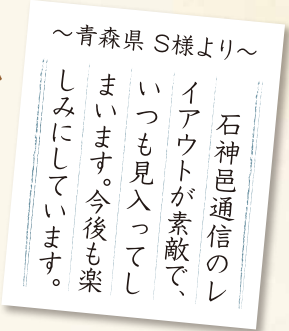 ～青森県 S様より～
石神邑通信のレ
イアウトが素敵で、
いつも見入ってし
まいます。今後も楽
しみにしています。